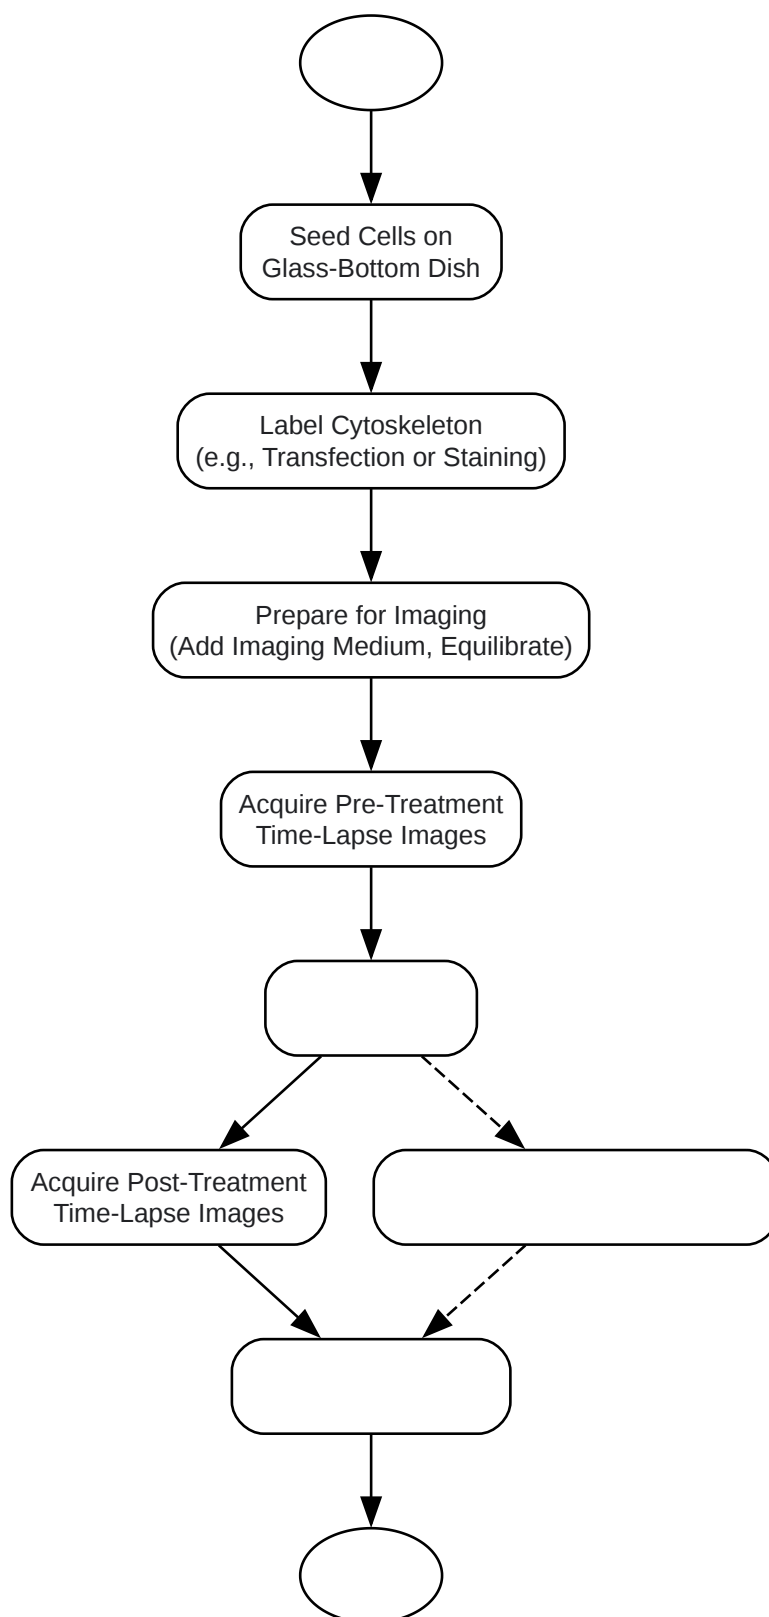 Seed Cells on
Glass-Bottom Dish
Label Cytoskeleton
(e.g., Transfection or Staining)
Prepare for Imaging
(Add Imaging Medium, Equilibrate)
Acquire Pre-Treatment
Time-Lapse Images
Acquire Post-Treatment
Time-Lapse Images